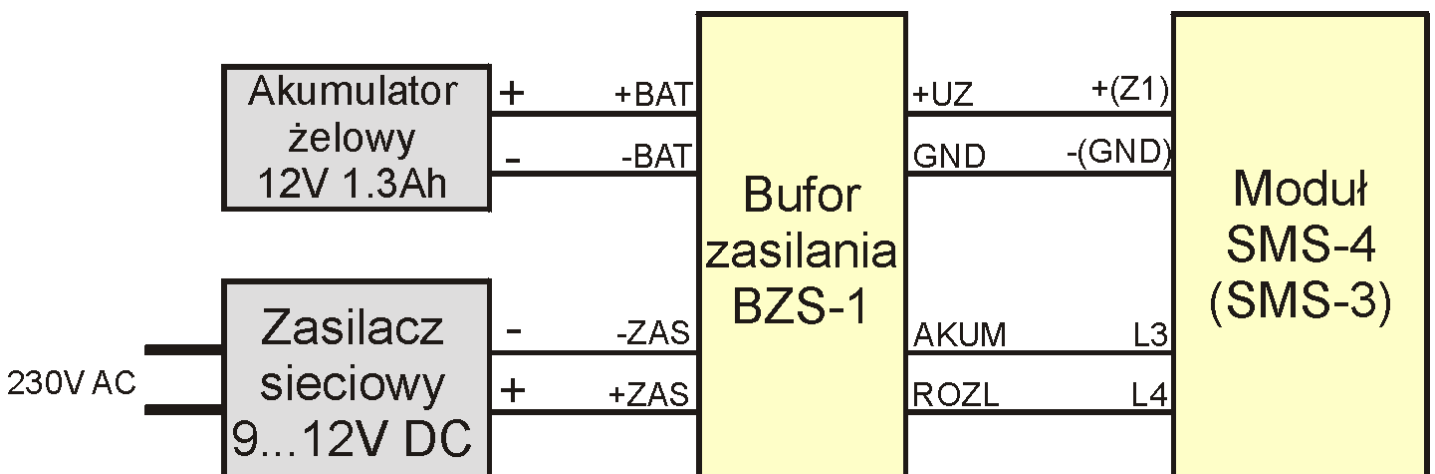 Akumulator
żelowy
12V 1.3Ah
+
-
+BAT
-BAT
230V AC
Zasilacz
sieciowy
9...12V DC
-
+
-ZAS
+ZAS
Bufor
zasilania
BZS-1
+UZ
GND
AKUM
ROZL
+(Z1)
-(GND)
L3
L4
Moduł
SMS-4
(SMS-3)